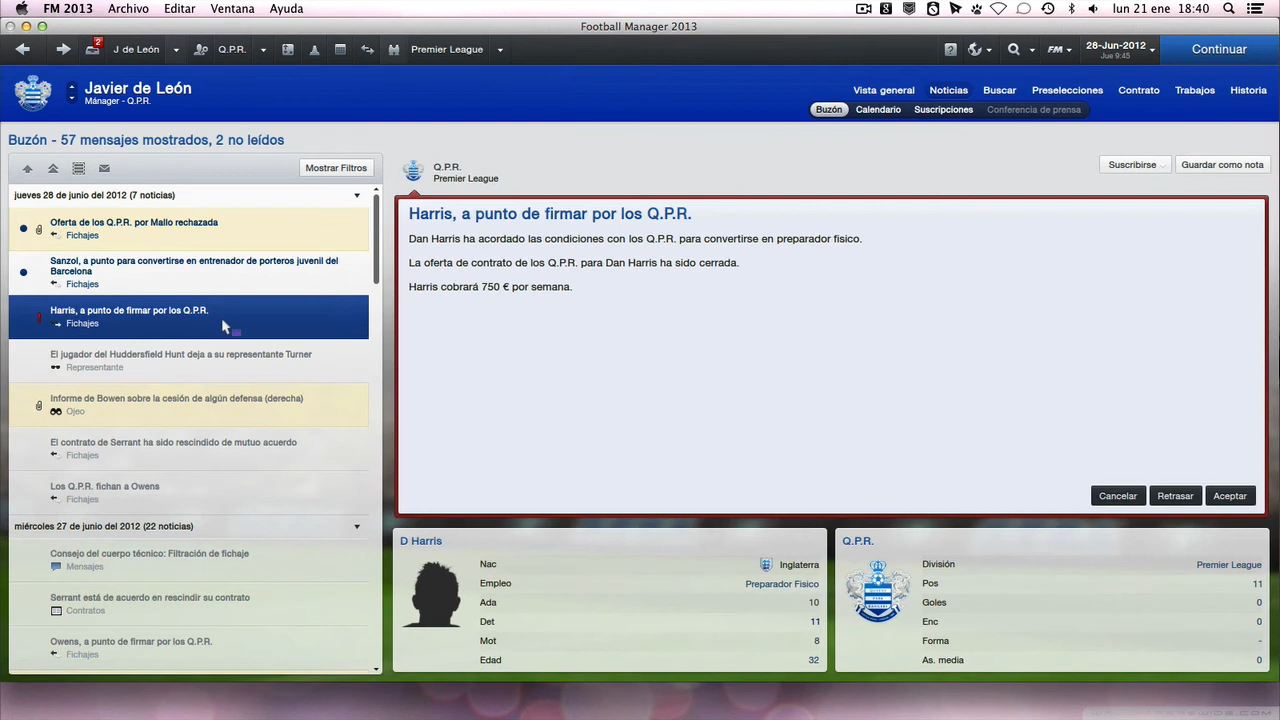 FM 2013 Archivo Editar Ventana Ayuda
lun 21 ene 18:40
Football Manager 2013
2
J de León Q.P.R. Premier League
FM 28-Jun-2012
Jue 9:45
Continuar
Javier de León
Mánager - Q.P.R.
Vista general Noticias Buscar Preselecciones Contrato Trabajos Historia
Buzón Calendario Suscripciones Conferencia de prensa
Buzón - 57 mensajes mostrados, 2 no leídos
Mostrar Filtros
jueves 28 de junio del 2012 (7 noticias)
Oferta de los Q.P.R. por Mallo rechazada
Fichajes
Sanzol, a punto para convertirse en entrenador de porteros juvenil del
Barcelona
Fichajes
Harris, a punto de firmar por los Q.P.R.
Fichajes
El jugador del Huddersfield Hunt deja a su representante Turner
Representante
Informe de Bowen sobre la cesión de algún defensa (derecha)
Ojeo
El contrato de Serrant ha sido rescindido de mutuo acuerdo
Fichajes
Los Q.P.R. fichan a Owens
Fichajes
miércoles 27 de junio del 2012 (22 noticias)
Consejo del cuerpo técnico: Filtración de fichaje
Mensajes
Serrant está de acuerdo en rescindir su contrato
Contratos
Owens, a punto de firmar por los Q.P.R.
Fichajes
Q.P.R.
Premier League
Suscribirse
Guardar como nota
Harris, a punto de firmar por los Q.P.R.
Dan Harris ha acordado las condiciones con los Q.P.R. para convertirse en preparador fisico.
La oferta de contrato de los Q.P.R. para Dan Harris ha sido cerrada.
Harris cobrará 750 € por semana.
Cancelar Retrasar Aceptar
D Harris
Nac Inglaterra
Empleo Preparador Fisico
Ada 10
Det 11
Mot 8
Edad 32
Q.P.R.
División Premier League
Pos 11
Goles 0
Enc 0
Forma -
As. media 0